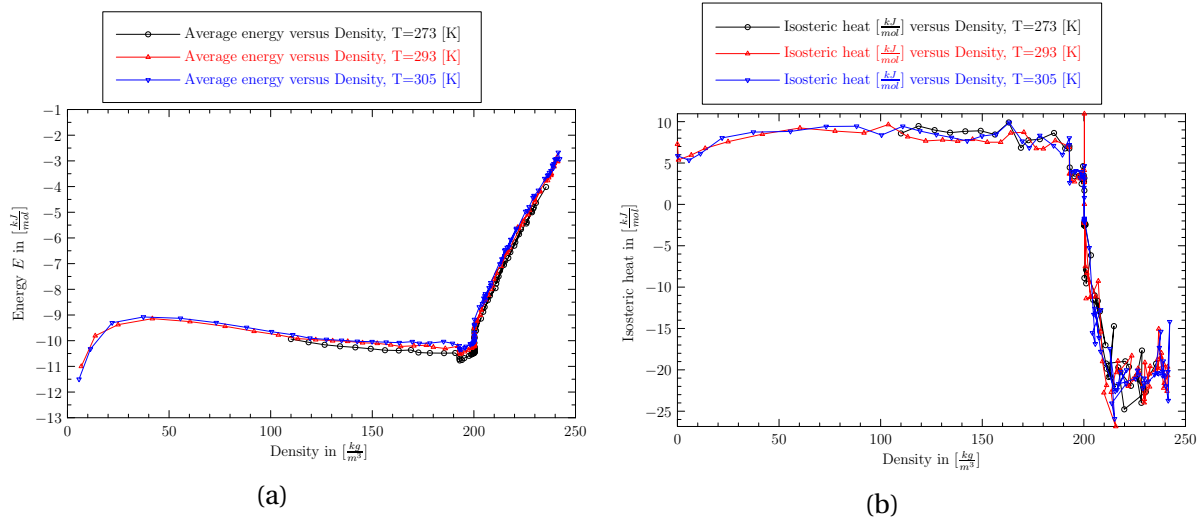 Average energy versus Density, T=273 [K]
Average energy versus Density, T=293 [K]
Average energy versus Density, T=305 [K]
−1
−2
−3
−4
−5
−6
−7
−8
−9
−10
−11
−12
−13
Energy E in [kJ/mol]
0 50 100 150 200 250
Density in [kg/m³]
(a)
Isosteric heat [kJ/mol] versus Density, T=273 [K]
Isosteric heat [kJ/mol] versus Density, T=293 [K]
Isosteric heat [kJ/mol] versus Density, T=305 [K]
10
5
0
−5
−10
−15
−20
−25
Isosteric heat in [kJ/mol]
0 50 100 150 200 250
Density in [kg/m³]
(b)